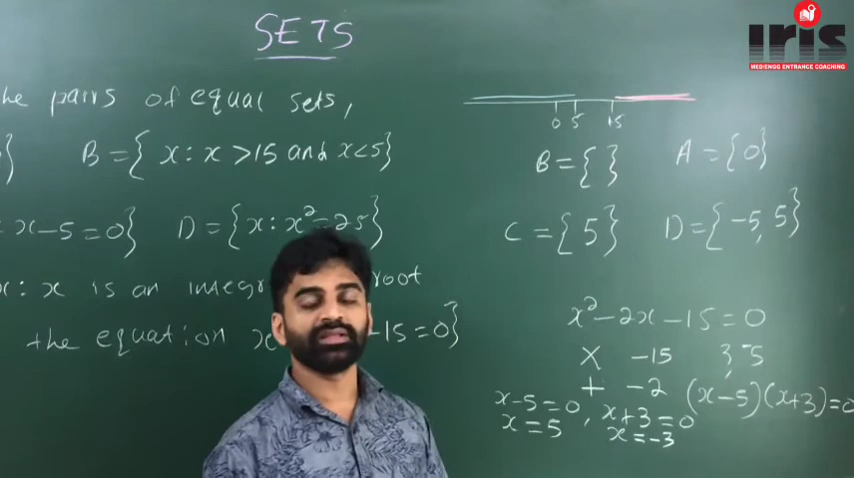 SETS
he pairs of equal sets,
} B = { x : x > 15 and x < 5 }
x - 5 = 0 } D = { x : x² = 25 }
x : x is an integr root
the equation x - 15 = 0 }
0 5 15
B = { } A = { 0 }
C = { 5 } D = { -5, 5 }
x² - 2x - 15 = 0
× -15 3, -5
+ -2 (x-5)(x+3) = 0
x - 5 = 0, x + 3 = 0
x = 5 x = -3
iris
MED/ENGG ENTRANCE COACHING